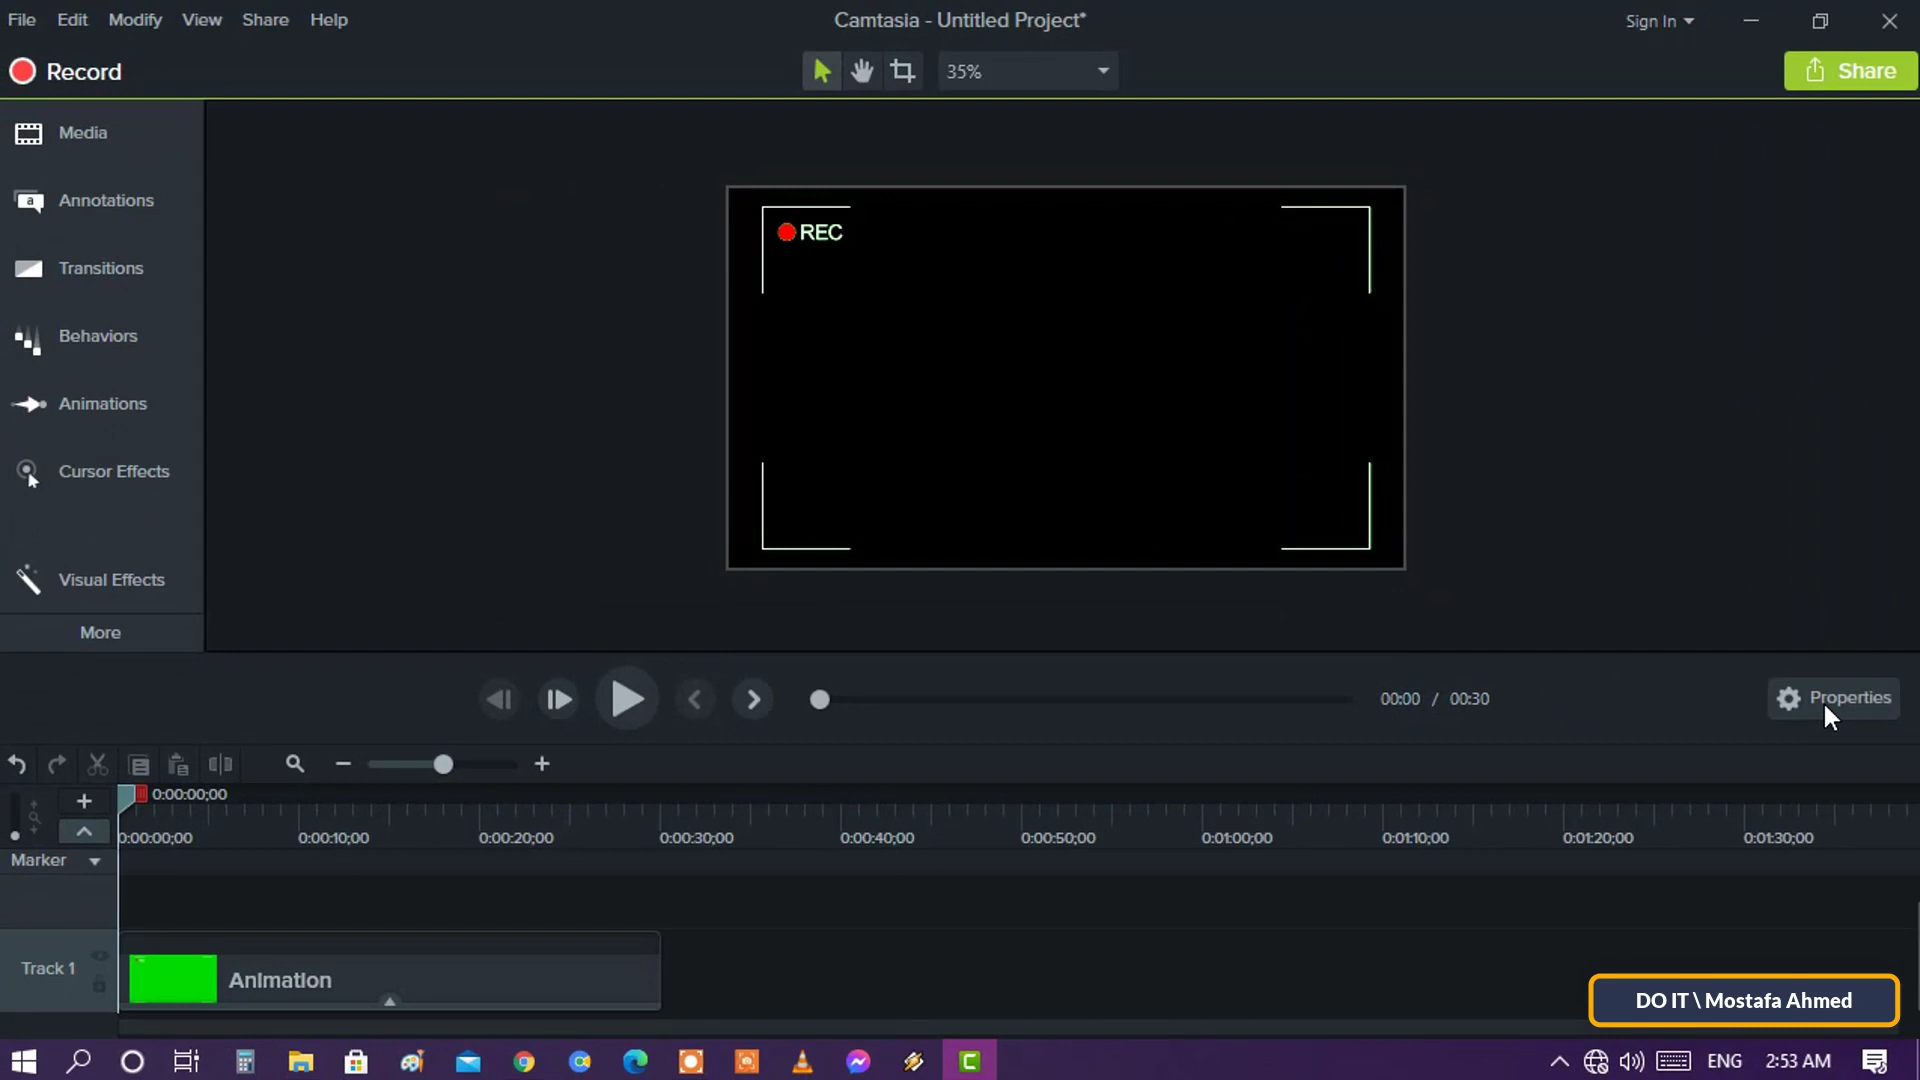 File Edit Modify View Share Help
Camtasia - Untitled Project*
Sign In
Record
35%
Share
Media
Annotations
Transitions
Behaviors
Animations
Cursor Effects
Visual Effects
More
REC
00:00 / 00:30
Properties
0:00:00;00
0:00:00;00 0:00:10;00 0:00:20;00 0:00:30;00 0:00:40;00 0:00:50;00 0:01:00;00 0:01:10;00 0:01:20;00 0:01:30;00
Marker
Track 1
Animation
DO IT \ Mostafa Ahmed
ENG
2:53 AM